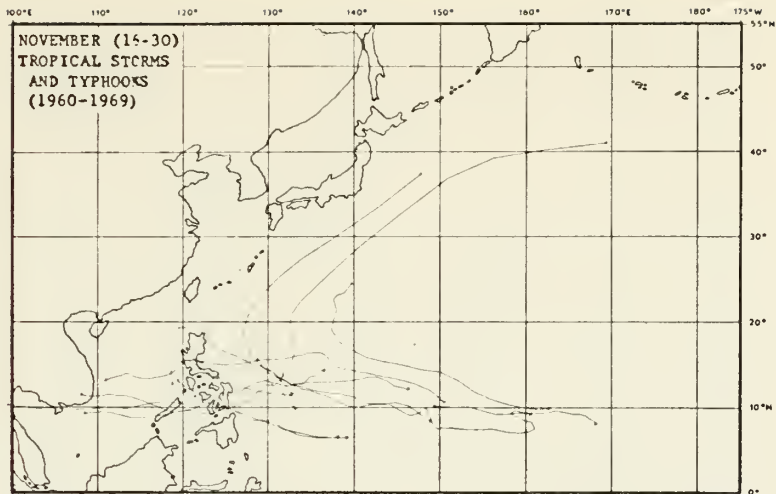 100°E 110° 120° 130° 140° 150° 160° 170°E 180° 175°W
55°N
NOVEMBER (16-30)
TROPICAL STORMS
AND TYPHOONS
(1960-1969)
50°
40°
30°
20°
10°N
0°